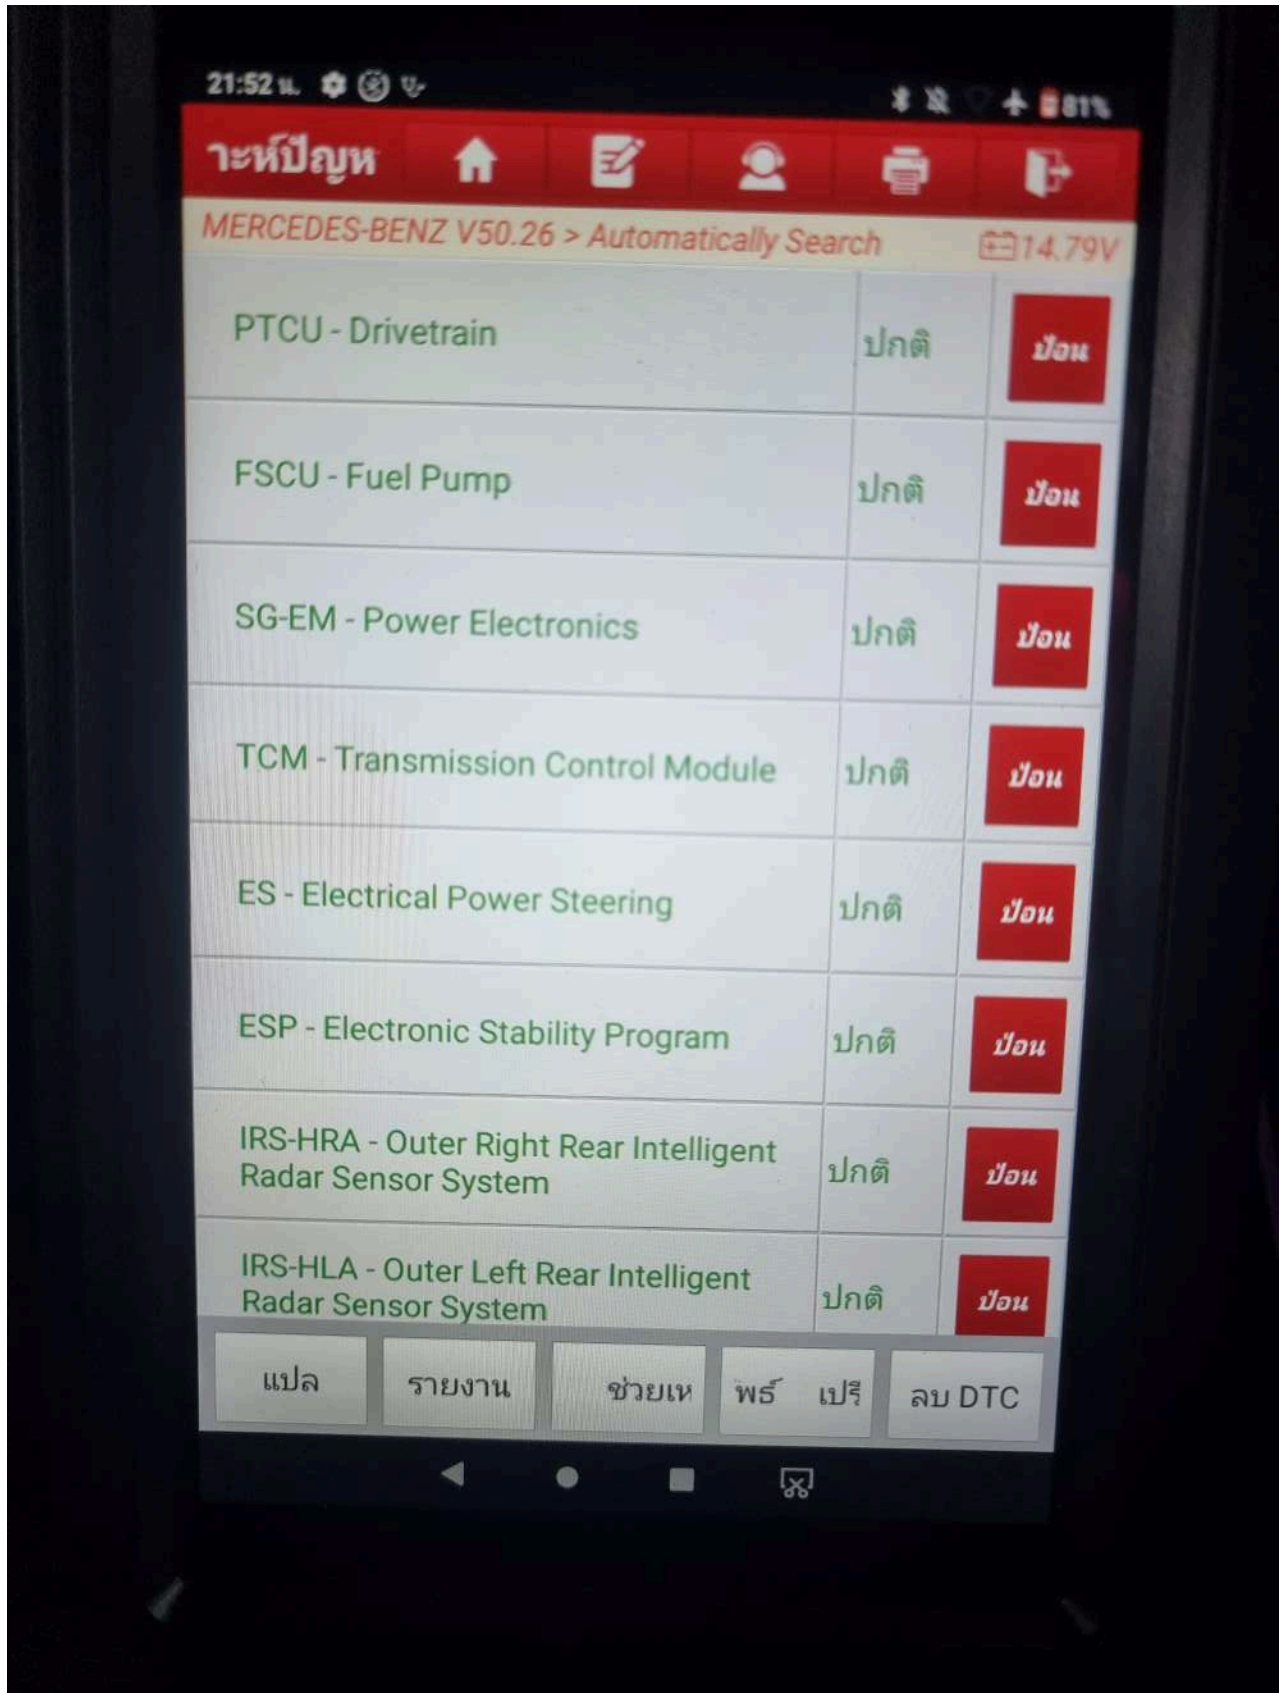 21:52 น.
81%
าะห์ปัญห
MERCEDES-BENZ V50.26 > Automatically Search
14.79V
PTCU - Drivetrain
ปกติ
ป้อน
FSCU - Fuel Pump
ปกติ
ป้อน
SG-EM - Power Electronics
ปกติ
ป้อน
TCM - Transmission Control Module
ปกติ
ป้อน
ES - Electrical Power Steering
ปกติ
ป้อน
ESP - Electronic Stability Program
ปกติ
ป้อน
IRS-HRA - Outer Right Rear Intelligent
Radar Sensor System
ปกติ
ป้อน
IRS-HLA - Outer Left Rear Intelligent
Radar Sensor System
ปกติ
ป้อน
แปล
รายงาน
ช่วยเห
พธ์ เปรี
ลบ DTC